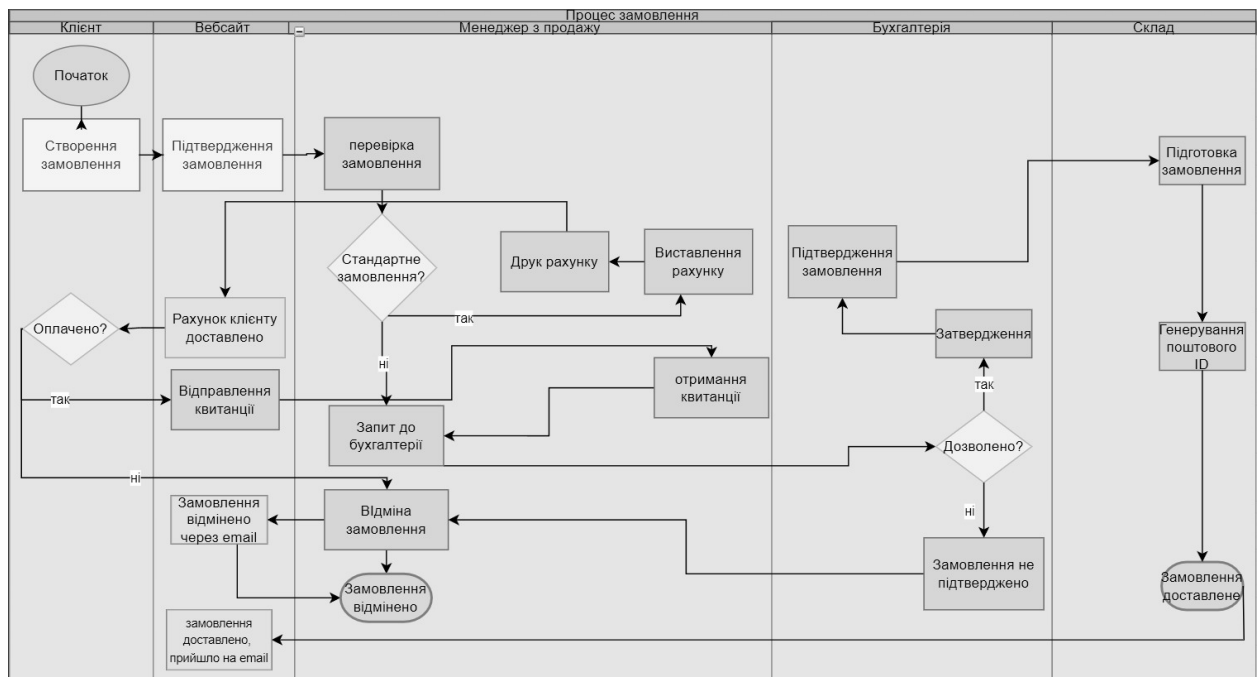 Процес замовлення
Клієнт
Вебсайт
Менеджер з продажу
Бухгалтерія
Склад
Початок
Створення
замовлення
Підтвердження
замовлення
перевірка
замовлення
Підготовка
замовлення
Стандартне
замовлення?
Друк рахунку
Виставлення
рахунку
Підтвердження
замовлення
Оплачено?
Рахунок клієнту
доставлено
так
Затвердження
Генерування
поштового
ID
ні
так
Відправлення
квитанції
отримання
квитанції
так
Запит до
бухгалтерії
Дозволено?
ні
Замовлення
відмінено
через email
ВІдміна
замовлення
ні
Замовлення не
підтверджено
Замовлення
відмінено
Замовлення
доставлене
замовлення
доставлено,
прийшло на email